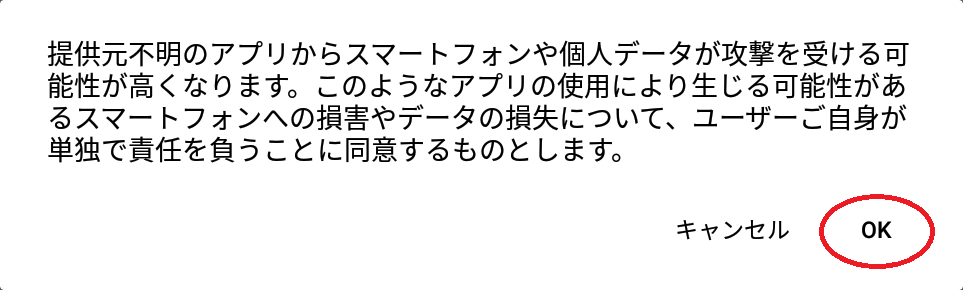 提供元不明のアプリからスマートフォンや個人データが攻撃を受ける可
能性が高くなります。このようなアプリの使用により生じる可能性があ
るスマートフォンへの損害やデータの損失について、ユーザーご自身が
単独で責任を負うことに同意するものとします。
キャンセル OK